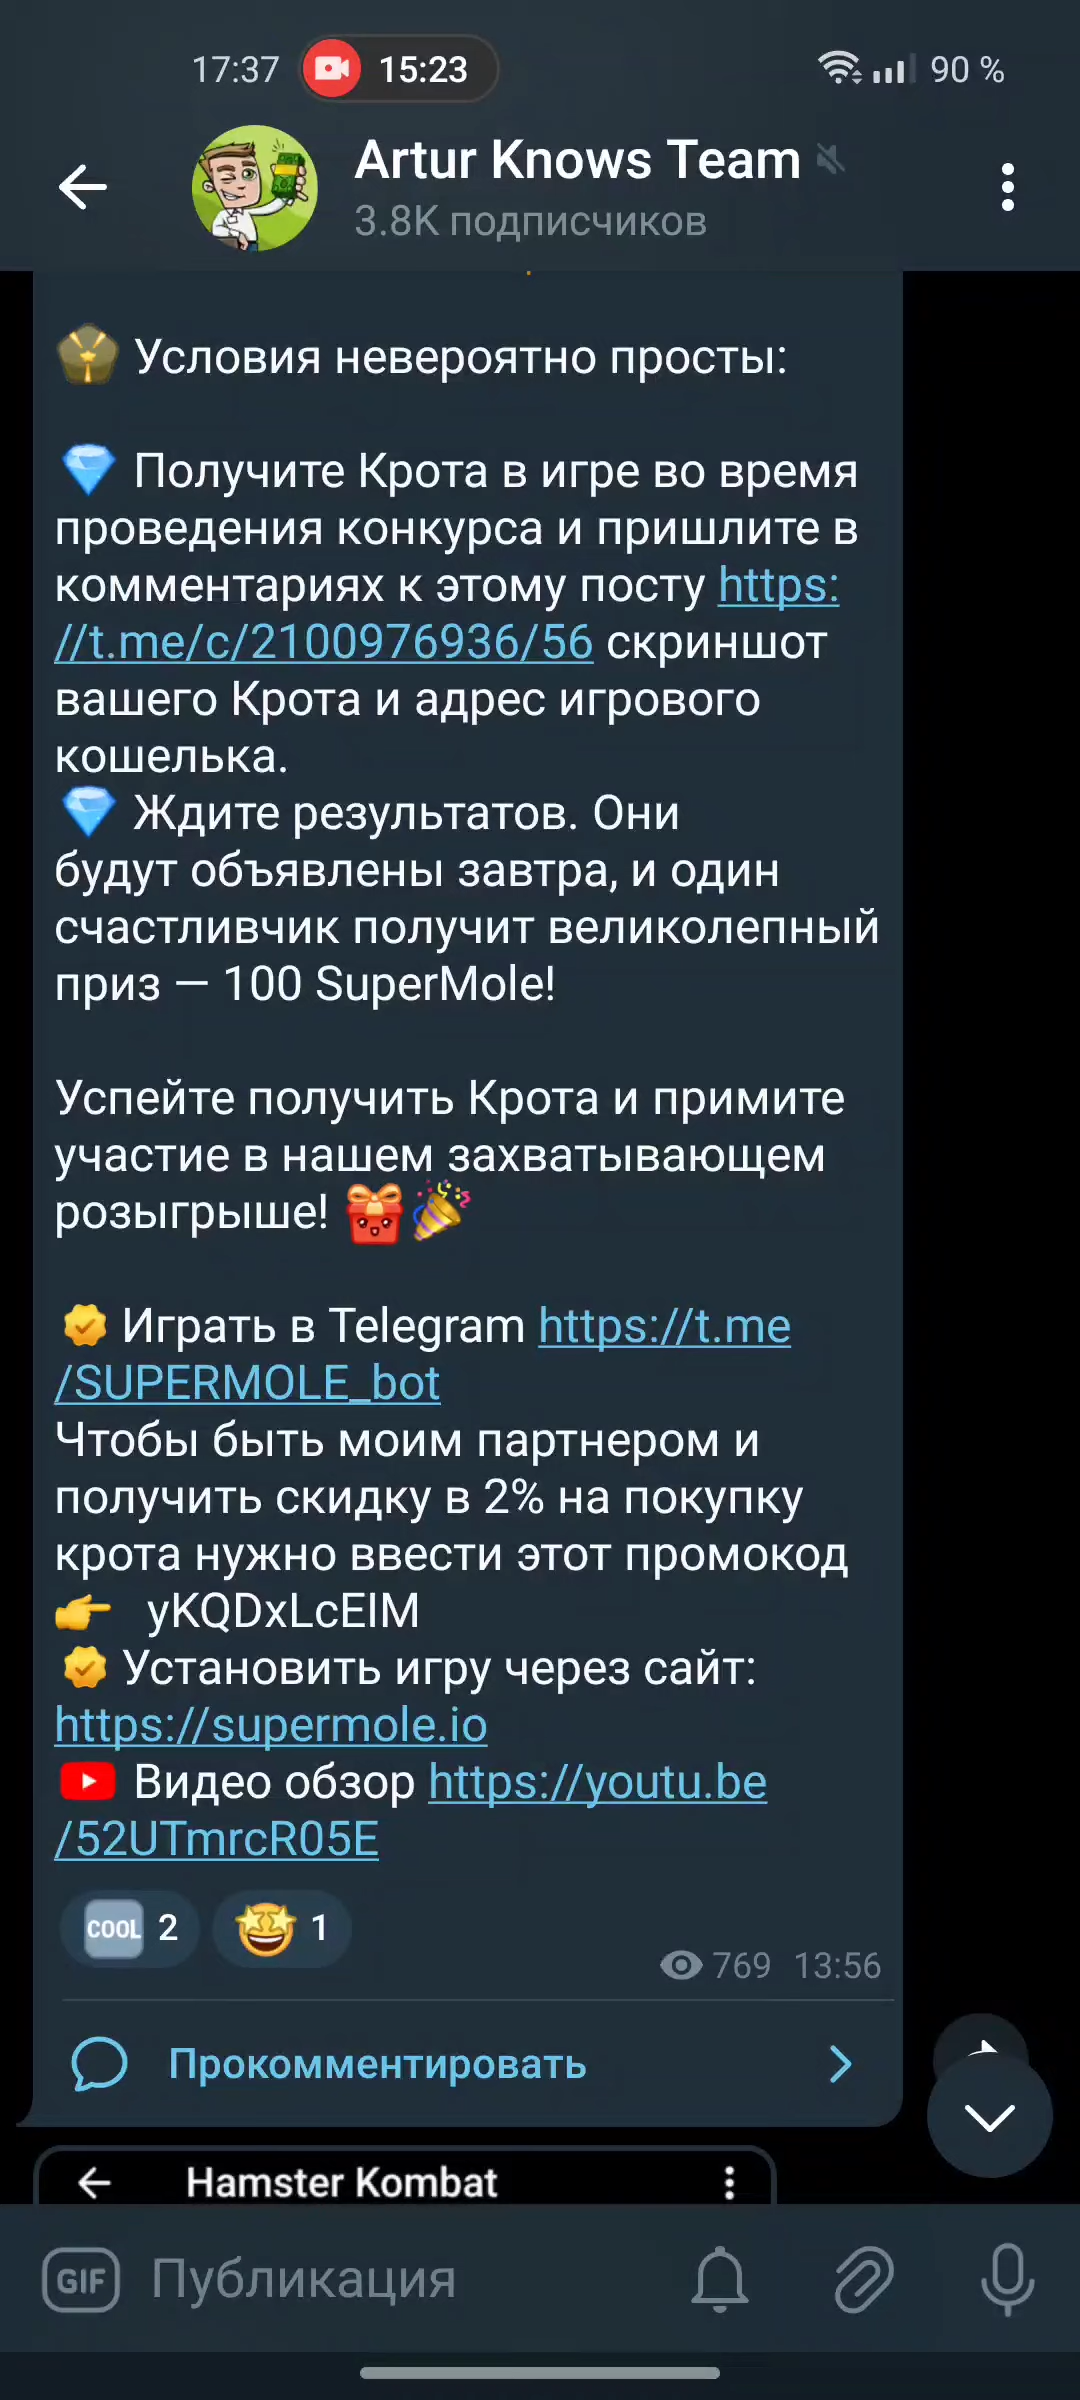 17:37 15:23 90 %
Artur Knows Team
3.8K подписчиков
Условия невероятно просты:
Получите Крота в игре во время
проведения конкурса и пришлите в
комментариях к этому посту https:
//t.me/c/2100976936/56 скриншот
вашего Крота и адрес игрового
кошелька.
Ждите результатов. Они
будут объявлены завтра, и один
счастливчик получит великолепный
приз — 100 SuperMole!
Успейте получить Крота и примите
участие в нашем захватывающем
розыгрыше!
Играть в Telegram https://t.me
/SUPERMOLE_bot
Чтобы быть моим партнером и
получить скидку в 2% на покупку
крота нужно ввести этот промокод
yKQDxLcEIM
Установить игру через сайт:
https://supermole.io
Видео обзор https://youtu.be
/52UTmrcR05E
COOL 2 1
769 13:56
Прокомментировать
Hamster Kombat
GIF Публикация